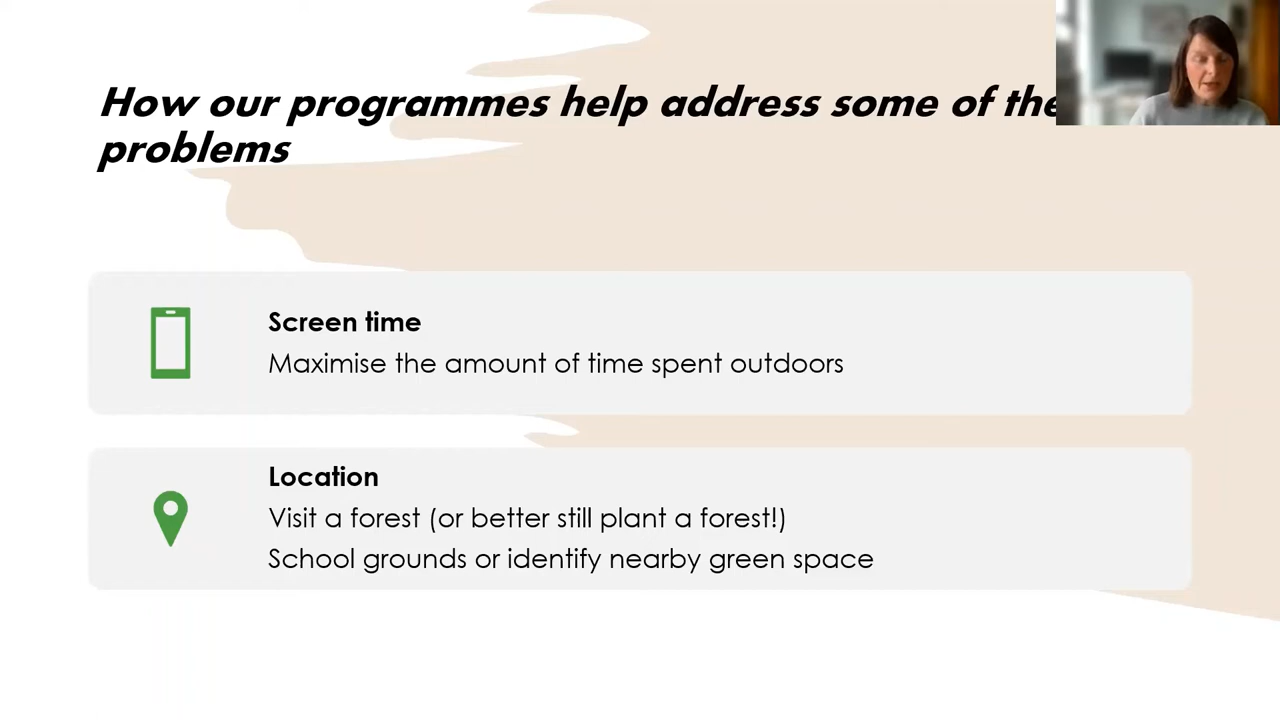 How our programmes help address some of the
problems
Screen time
Maximise the amount of time spent outdoors
Location
Visit a forest (or better still plant a forest!)
School grounds or identify nearby green space